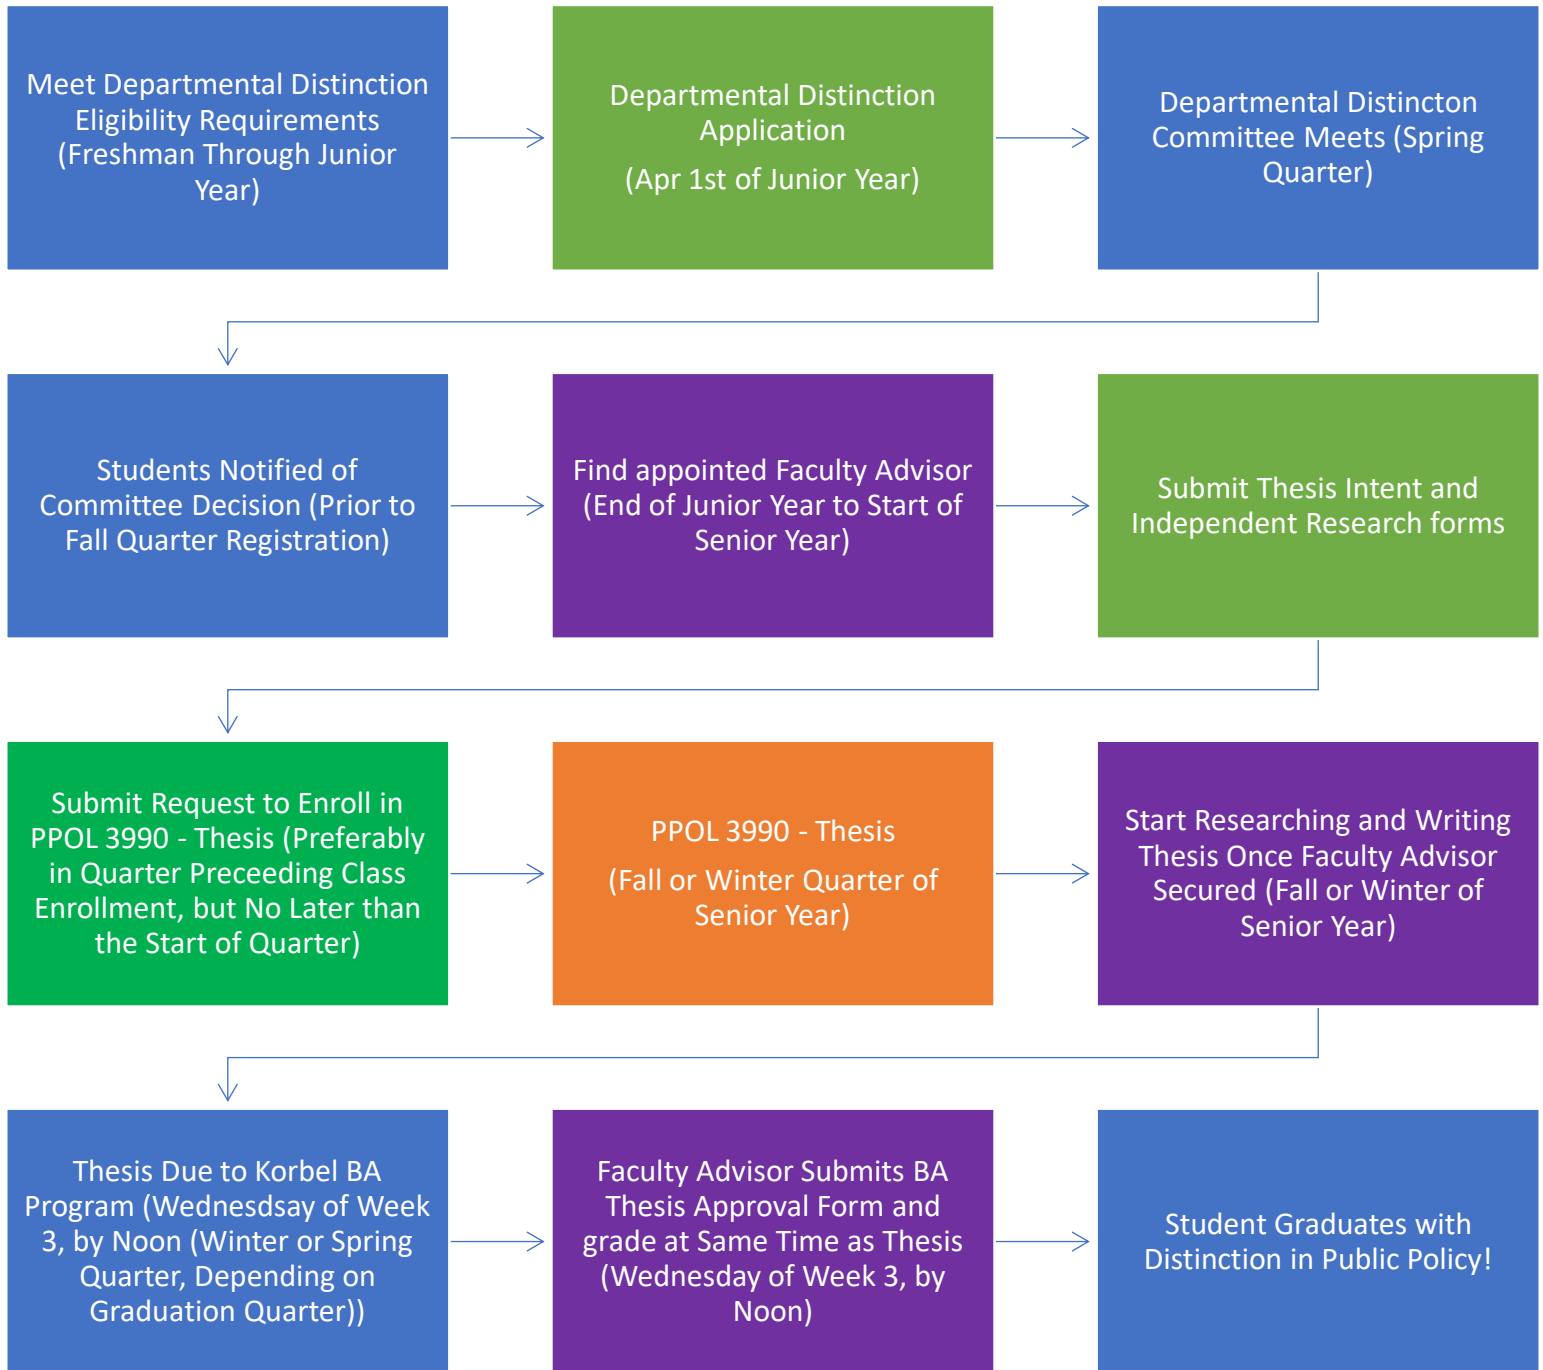 Meet Departmental Distinction
Eligibility Requirements
(Freshman Through Junior
Year)
Departmental Distinction
Application
(Apr 1st of Junior Year)
Departmental Distincton
Committee Meets (Spring
Quarter)
Students Notified of
Committee Decision (Prior to
Fall Quarter Registration)
Find appointed Faculty Advisor
(End of Junior Year to Start of
Senior Year)
Submit Thesis Intent and
Independent Research forms
Submit Request to Enroll in
PPOL 3990 - Thesis (Preferably
in Quarter Preceeding Class
Enrollment, but No Later than
the Start of Quarter)
PPOL 3990 - Thesis
(Fall or Winter Quarter of
Senior Year)
Start Researching and Writing
Thesis Once Faculty Advisor
Secured (Fall or Winter of
Senior Year)
Thesis Due to Korbel BA
Program (Wednesdsay of Week
3, by Noon (Winter or Spring
Quarter, Depending on
Graduation Quarter))
Faculty Advisor Submits BA
Thesis Approval Form and
grade at Same Time as Thesis
(Wednesday of Week 3, by
Noon)
Student Graduates with
Distinction in Public Policy!